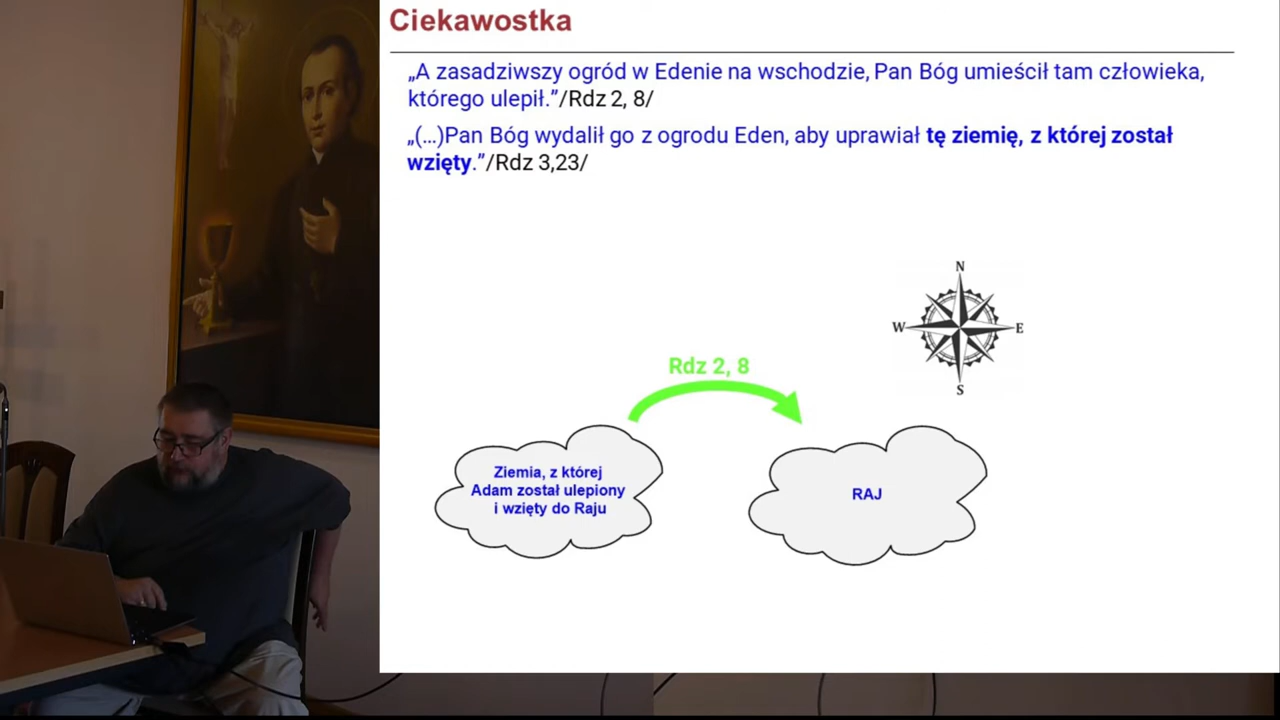 Ciekawostka
„A zasadziwszy ogród w Edenie na wschodzie, Pan Bóg umieścił tam człowieka,
którego ulepił.”/Rdz 2, 8/
„(...)Pan Bóg wydalił go z ogrodu Eden, aby uprawiał tę ziemię, z której został
wzięty.”/Rdz 3,23/
N
W
E
S
Rdz 2, 8
Ziemia, z której
Adam został ulepiony
i wzięty do Raju
RAJ